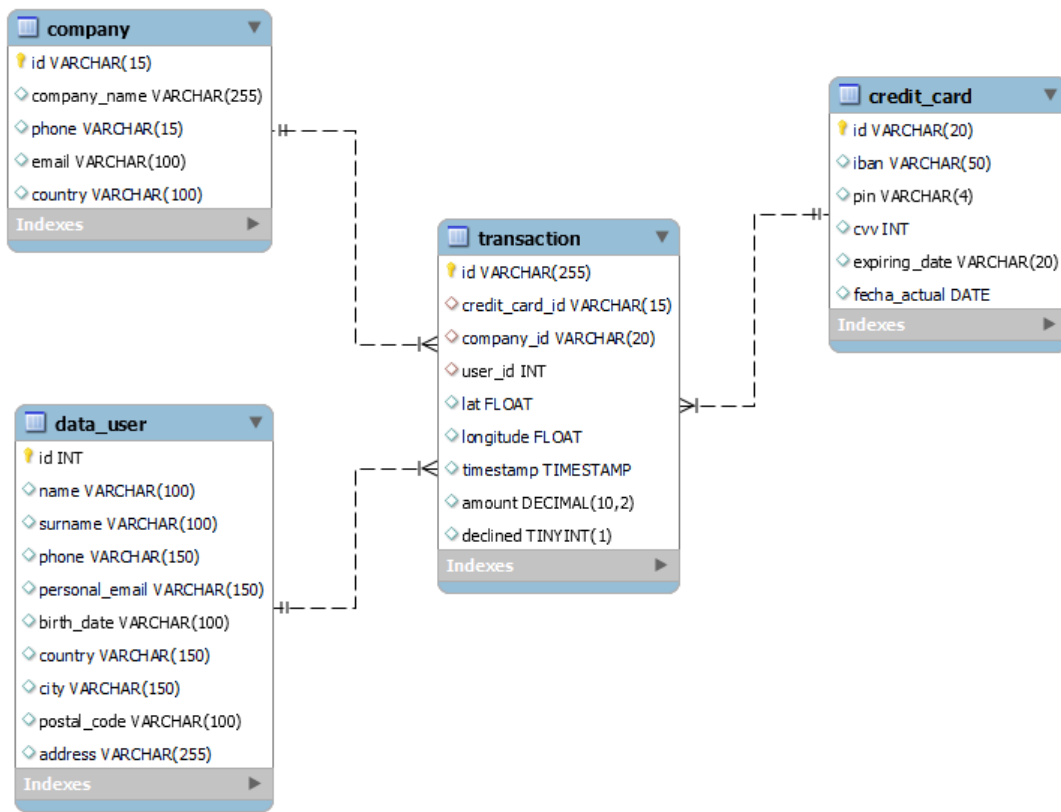 company
id VARCHAR(15)
company_name VARCHAR(255)
phone VARCHAR(15)
email VARCHAR(100)
country VARCHAR(100)
Indexes
credit_card
id VARCHAR(20)
iban VARCHAR(50)
pin VARCHAR(4)
cvv INT
expiring_date VARCHAR(20)
fecha_actual DATE
Indexes
transaction
id VARCHAR(255)
credit_card_id VARCHAR(15)
company_id VARCHAR(20)
user_id INT
lat FLOAT
longitude FLOAT
timestamp TIMESTAMP
amount DECIMAL(10,2)
declined TINYINT(1)
Indexes
data_user
id INT
name VARCHAR(100)
surname VARCHAR(100)
phone VARCHAR(150)
personal_email VARCHAR(150)
birth_date VARCHAR(100)
country VARCHAR(150)
city VARCHAR(150)
postal_code VARCHAR(100)
address VARCHAR(255)
Indexes